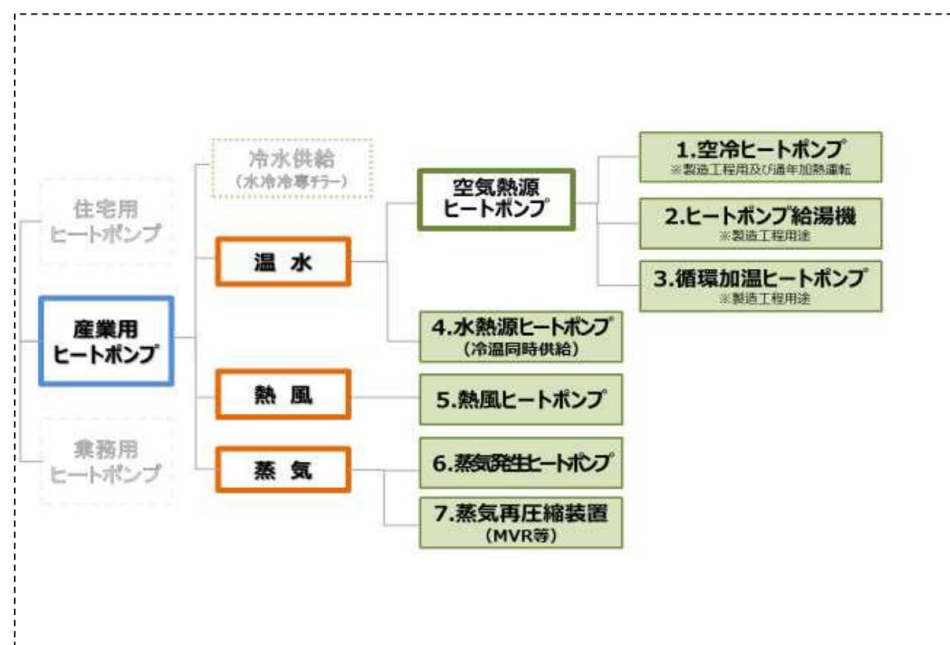 住宅用
ヒートポンプ
産業用
ヒートポンプ
業務用
ヒートポンプ
冷水供給
(水冷冷専チラー)
温 水
熱 風
蒸 気
空気熱源
ヒートポンプ
4.水熱源ヒートポンプ
(冷温同時供給)
5.熱風ヒートポンプ
6.蒸気発生ヒートポンプ
7.蒸気再圧縮装置
(MVR等)
1.空冷ヒートポンプ
※製造工程用及び通年加熱運転
2.ヒートポンプ給湯機
※製造工程用途
3.循環加温ヒートポンプ
※製造工程用途